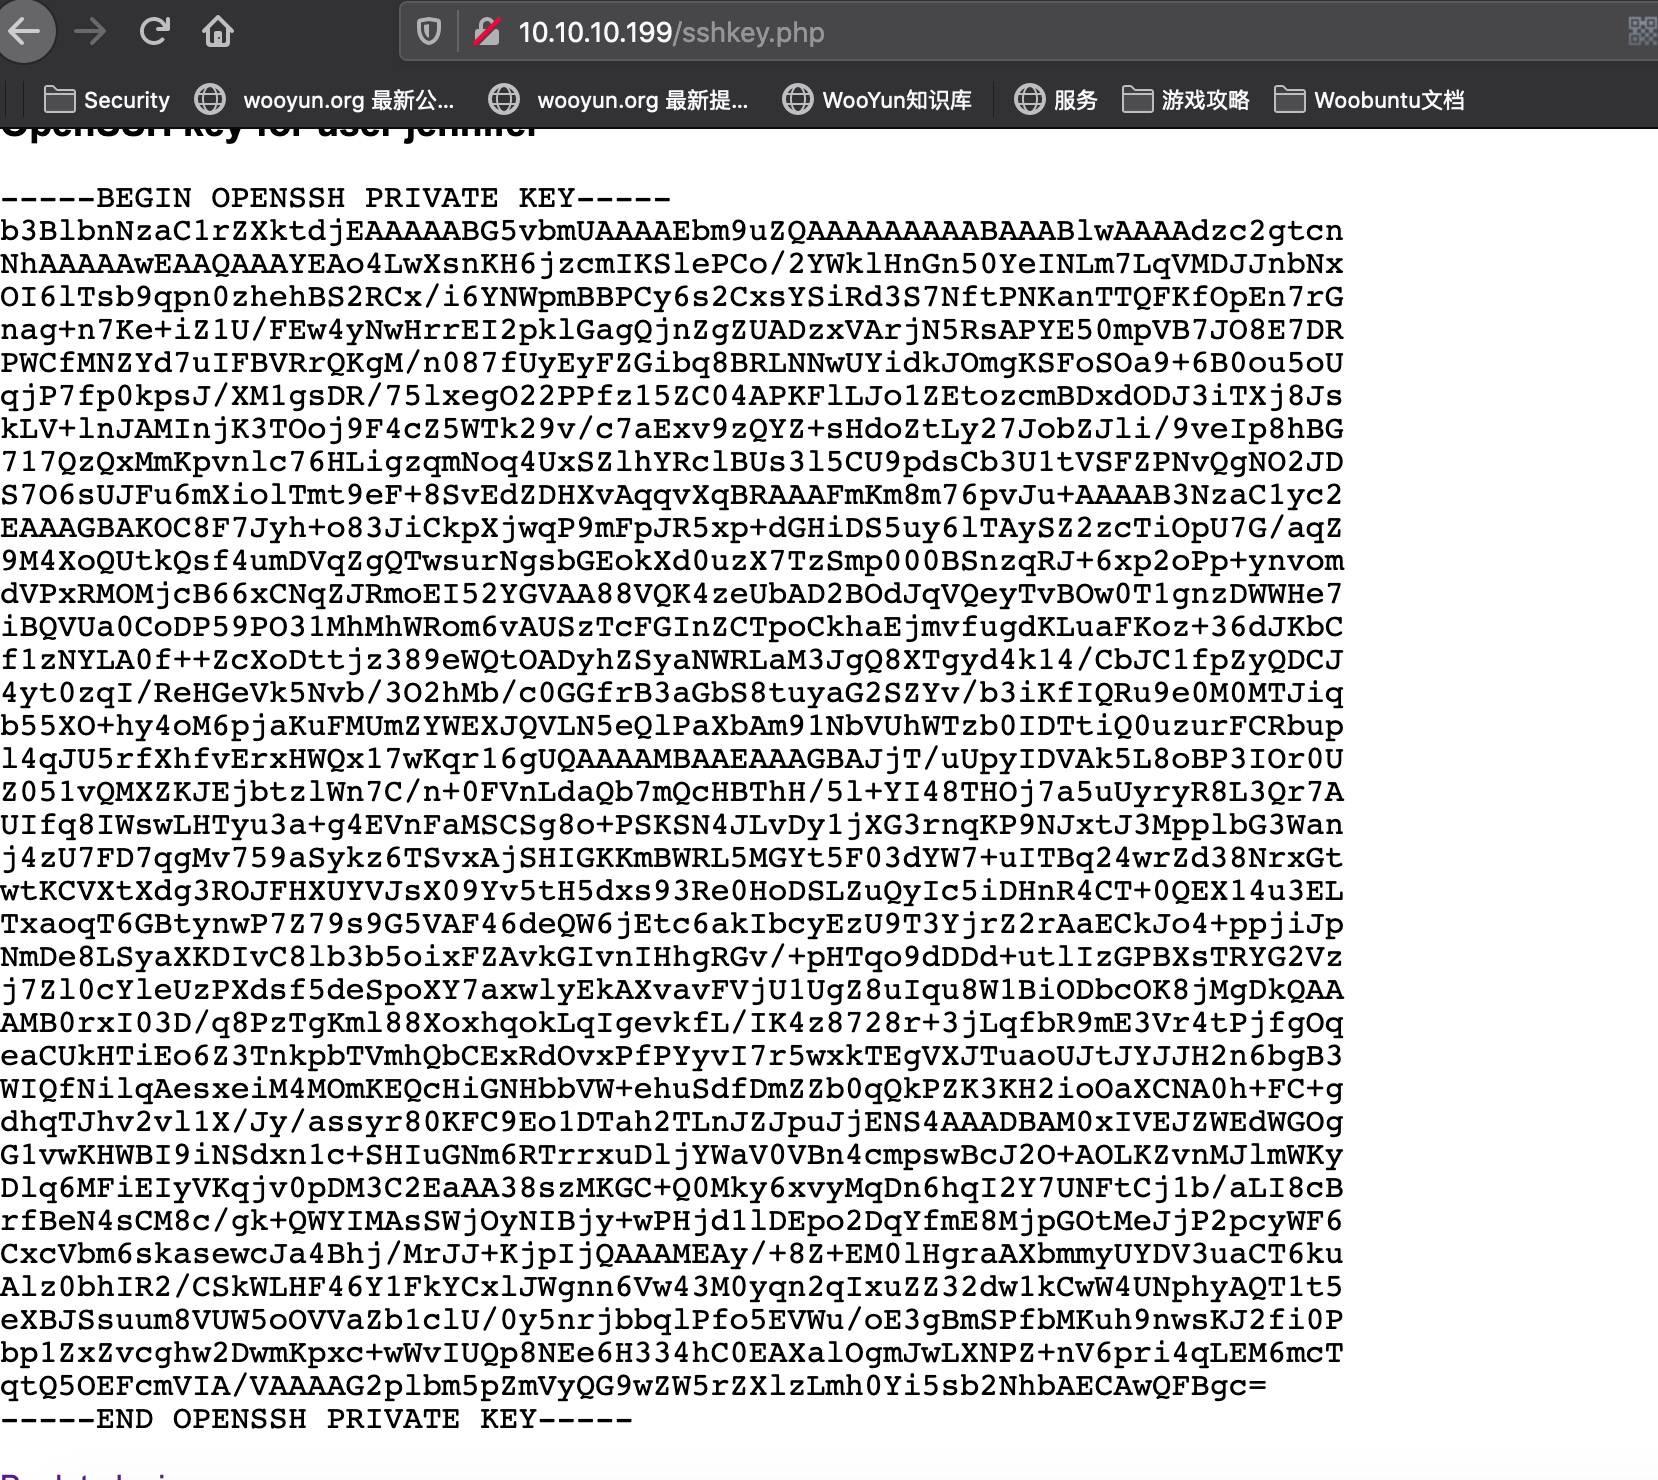 10.10.10.199/sshkey.php
Security wooyun.org 最新公... wooyun.org 最新提... WooYun知识库 服务 游戏攻略 Woobuntu文档
OpenSSH key for user jennifer
-----BEGIN OPENSSH PRIVATE KEY-----
b3BlbnNzaC1rZXktdjEAAAAABG5vbmUAAAAEbm9uZQAAAAAAAAABAAABlwAAAAdzc2gtcn
NhAAAAAwEAAQAAAYEAo4LwXsnKH6jzcmIKSlePCo/2YWklHnGn50YeINLm7LqVMDJJnbNx
OI6lTsb9qpn0zhehBS2RCx/i6YNWpmBBPCy6s2CxsYSiRd3S7NftPNKanTTQFKfOpEn7rG
nag+n7Ke+iZ1U/FEw4yNwHrrEI2pklGagQjnZgZUADzxVArjN5RsAPYE50mpVB7JO8E7DR
PWCfMNZYd7uIFBVRrQKgM/n087fUyEyFZGibq8BRLNNwUYidkJOmgKSFoSOa9+6B0ou5oU
qjP7fp0kpsJ/XM1gsDR/75lxegO22PPfz15ZC04APKFlLJo1ZEtozcmBDxdODJ3iTXj8Js
kLV+lnJAMInjK3TOoj9F4cZ5WTk29v/c7aExv9zQYZ+sHdoZtLy27JobZJli/9veIp8hBG
717QzQxMmKpvnlc76HLigzqmNoq4UxSZlhYRclBUs3l5CU9pdsCb3U1tVSFZPNvQgNO2JD
S7O6sUJFu6mXiolTmt9eF+8SvEdZDHXvAqqvXqBRAAAFmKm8m76pvJu+AAAAB3NzaC1yc2
EAAAGBAKOC8F7Jyh+o83JiCkpXjwqP9mFpJR5xp+dGHiDS5uy6lTAySZ2zcTiOpU7G/aqZ
9M4XoQUtkQsf4umDVqZgQTwsurNgsbGEokXd0uzX7TzSmp000BSnzqRJ+6xp2oPp+ynvom
dVPxRMOMjcB66xCNqZJRmoEI52YGVAA88VQK4zeUbAD2BOdJqVQeyTvBOw0T1gnzDWWHe7
iBQVUa0CoDP59PO31MhMhWRom6vAUSzTcFGInZCTpoCkhaEjmvfugdKLuaFKoz+36dJKbC
f1zNYLA0f++ZcXoDttjz389eWQtOADyhZSyaNWRLaM3JgQ8XTgyd4k14/CbJC1fpZyQDCJ
4yt0zqI/ReHGeVk5Nvb/3O2hMb/c0GGfrB3aGbS8tuyaG2SZYv/b3iKfIQRu9e0M0MTJiq
b55XO+hy4oM6pjaKuFMUmZYWEXJQVLN5eQlPaXbAm91NbVUhWTzb0IDTtiQ0uzurFCRbup
l4qJU5rfXhfvErxHWQx17wKqr16gUQAAAAMBAAEAAAGBAJjT/uUpyIDVAk5L8oBP3IOr0U
Z051vQMXZKJEjbtzlWn7C/n+0FVnLdaQb7mQcHBThH/5l+YI48THOj7a5uUyryR8L3Qr7A
UIfq8IWswLHTyu3a+g4EVnFaMSCSg8o+PSKSN4JLvDy1jXG3rnqKP9NJxtJ3MpplbG3Wan
j4zU7FD7qgMv759aSykz6TSvxAjSHIGKKmBWRL5MGYt5F03dYW7+uITBq24wrZd38NrxGt
wtKCVXtXdg3ROJFHXUYVJsX09Yv5tH5dxs93Re0HoDSLZuQyIc5iDHnR4CT+0QEX14u3EL
TxaoqT6GBtynwP7Z79s9G5VAF46deQW6jEtc6akIbcyEzU9T3YjrZ2rAaECkJo4+ppjiJp
NmDe8LSyaXKDIvC8lb3b5oixFZAvkGIvnIHhgRGv/+pHTqo9dDDd+utlIzGPBXsTRYG2Vz
j7Zl0cYleUzPXdsf5deSpoXY7axwlyEkAXvavFVjU1UgZ8uIqu8W1BiODbcOK8jMgDkQAA
AMB0rxI03D/q8PzTgKml88XoxhqokLqIgevkfL/IK4z8728r+3jLqfbR9mE3Vr4tPjfgOq
eaCUkHTiEo6Z3TnkpbTVmhQbCExRdOvxPfPYyvI7r5wxkTEgVXJTuaoUJtJYJJH2n6bgB3
WIQfNilqAesxeiM4MOmKEQcHiGNHbbVW+ehuSdfDmZZb0qQkPZK3KH2ioOaXCNA0h+FC+g
dhqTJhv2vl1X/Jy/assyr80KFC9Eo1DTah2TLnJZJpuJjENS4AAADBAM0xIVEJZWEdWGOg
G1vwKHWBI9iNSdxn1c+SHIuGNm6RTrrxuDljYWaV0VBn4cmpswBcJ2O+AOLKZvnMJlmWKy
Dlq6MFiEIyVKqjv0pDM3C2EaAA38szMKGC+Q0Mky6xvyMqDn6hqI2Y7UNFtCj1b/aLI8cB
rfBeN4sCM8c/gk+QWYIMAsSWjOyNIBjy+wPHjd1lDEpo2DqYfmE8MjpGOtMeJjP2pcyWF6
CxcVbm6skasewcJa4Bhj/MrJJ+KjpIjQAAAMEAy/+8Z+EM0lHgraAXbmmyUYDV3uaCT6ku
Alz0bhIR2/CSkWLHF46Y1FkYCxlJWgnn6Vw43M0yqn2qIxuZZ32dw1kCwW4UNphyAQT1t5
eXBJSsuum8VUW5oOVVaZb1clU/0y5nrjbbqlPfo5EVWu/oE3gBmSPfbMKuh9nwsKJ2fi0P
bp1ZxZvcghw2DwmKpxc+wWvIUQp8NEe6H334hC0EAXalOgmJwLXNPZ+nV6pri4qLEM6mcT
qtQ5OEFcmVIA/VAAAAG2plbm5pZmVyQG9wZW5rZXlzLmh0Yi5sb2NhbAECAwQFBgc=
-----END OPENSSH PRIVATE KEY-----